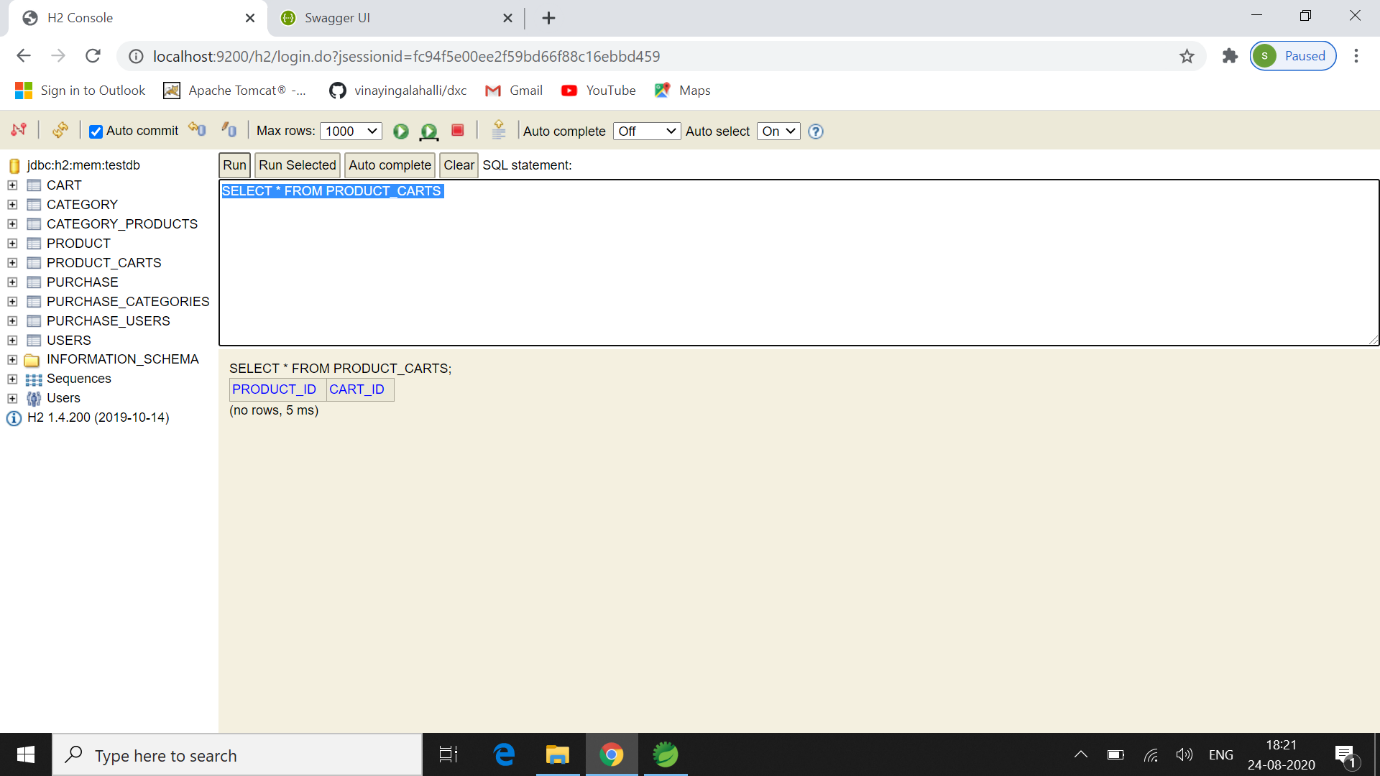 H2 Console
Swagger UI
localhost:9200/h2/login.do?jsessionid=fc94f5e00ee2f59bd66f88c16ebbd459
S Paused
Sign in to Outlook Apache Tomcat® -... vinayingalahalli/dxc Gmail YouTube Maps
Auto commit Max rows: 1000 Auto complete Off Auto select On ?
jdbc:h2:mem:testdb
CART
CATEGORY
CATEGORY_PRODUCTS
PRODUCT
PRODUCT_CARTS
PURCHASE
PURCHASE_CATEGORIES
PURCHASE_USERS
USERS
INFORMATION_SCHEMA
Sequences
Users
H2 1.4.200 (2019-10-14)
Run Run Selected Auto complete Clear SQL statement:
SELECT * FROM PRODUCT_CARTS
SELECT * FROM PRODUCT_CARTS;
PRODUCT_ID CART_ID
(no rows, 5 ms)
Type here to search
ENG
18:21
24-08-2020
1